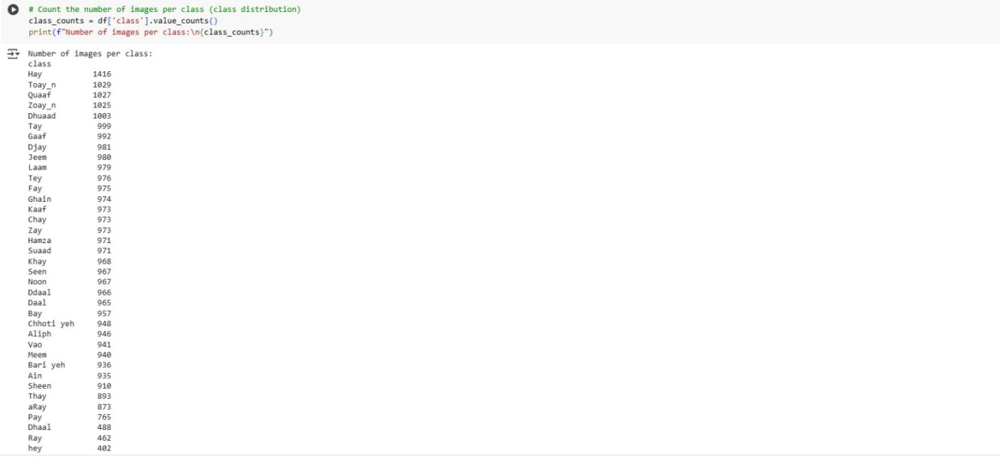 # Count the number of images per class (class distribution)
class_counts = df['class'].value_counts()
print(f"Number of images per class:\n{class_counts}")
Number of images per class:
class
Hay 1416
Toay_n 1029
Quaaf 1027
Zoay_n 1025
Dhuaad 1003
Tay 999
Gaaf 992
Djay 981
Jeem 980
Laam 979
Tey 976
Fay 975
Ghain 974
Kaaf 973
Chay 973
Zay 973
Hamza 971
Suaad 971
Khay 968
Seen 967
Noon 967
Ddaal 966
Daal 965
Bay 957
Chhoti yeh 948
Aliph 946
Vao 941
Meem 940
Bari yeh 936
Ain 935
Sheen 910
Thay 893
aRay 873
Pay 765
Dhaal 488
Ray 462
hey 402